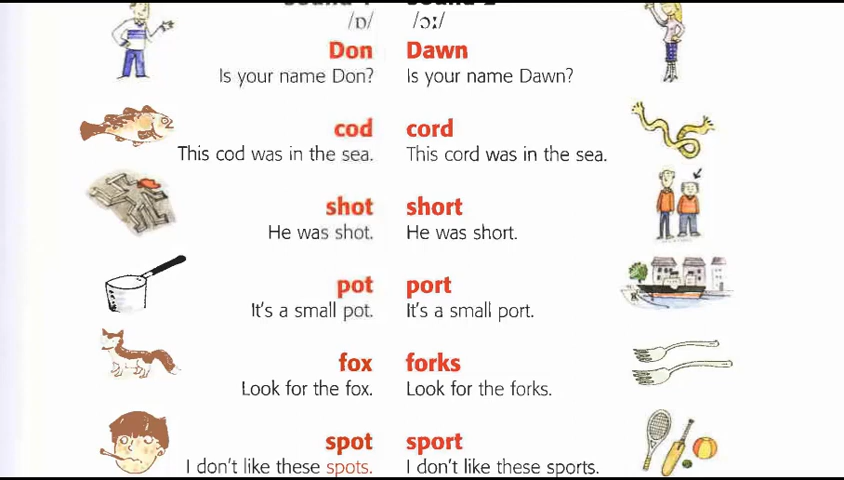 /ɒ/ /ɔː/
Don Dawn
Is your name Don? Is your name Dawn?
cod cord
This cod was in the sea. This cord was in the sea.
shot short
He was shot. He was short.
pot port
It's a small pot. It's a small port.
fox forks
Look for the fox. Look for the forks.
spot sport
I don't like these spots. I don't like these sports.